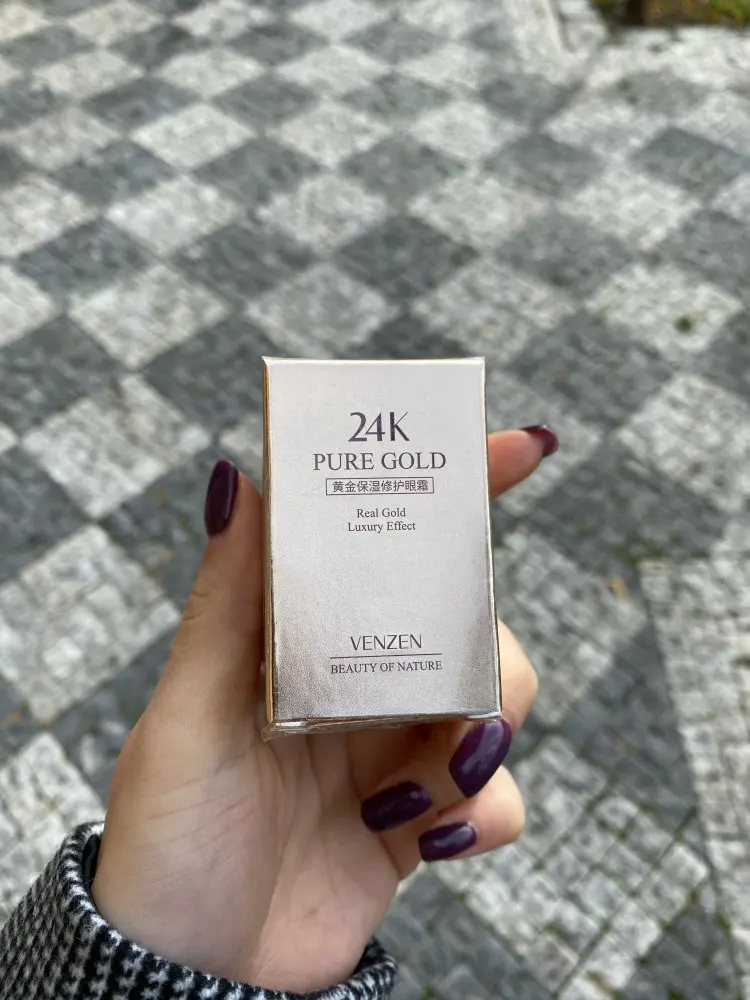 24K
PURE GOLD
黄金保湿修护眼霜
Real Gold
Luxury Effect
VENZEN
BEAUTY OF NATURE